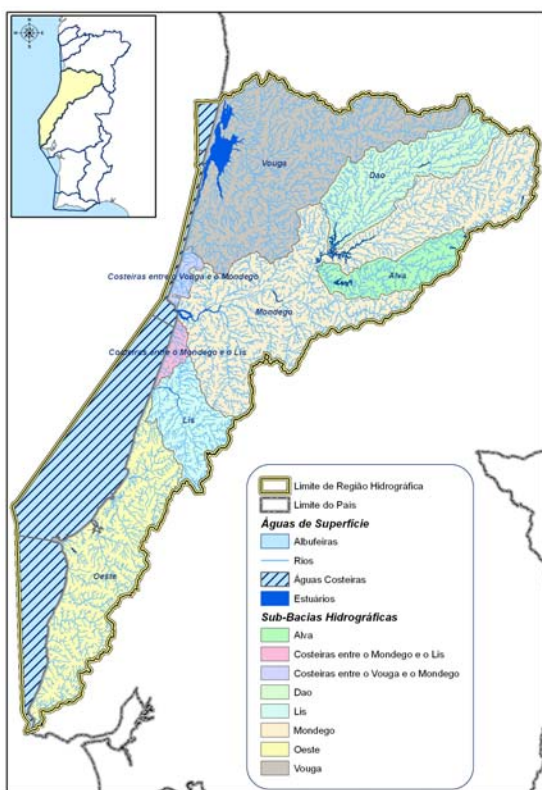 N
Vouga
Dao
Alva
Costeiras entre o Vouga e o Mondego
Mondego
Costeiras entre o Mondego e o Lis
Lis
Oeste
Limite de Região Hidrográfica
Limite do País
Águas de Superfície
Albufeiras
Rios
Águas Costeiras
Estuários
Sub-Bacias Hidrográficas
Alva
Costeiras entre o Mondego e o Lis
Costeiras entre o Vouga e o Mondego
Dao
Lis
Mondego
Oeste
Vouga